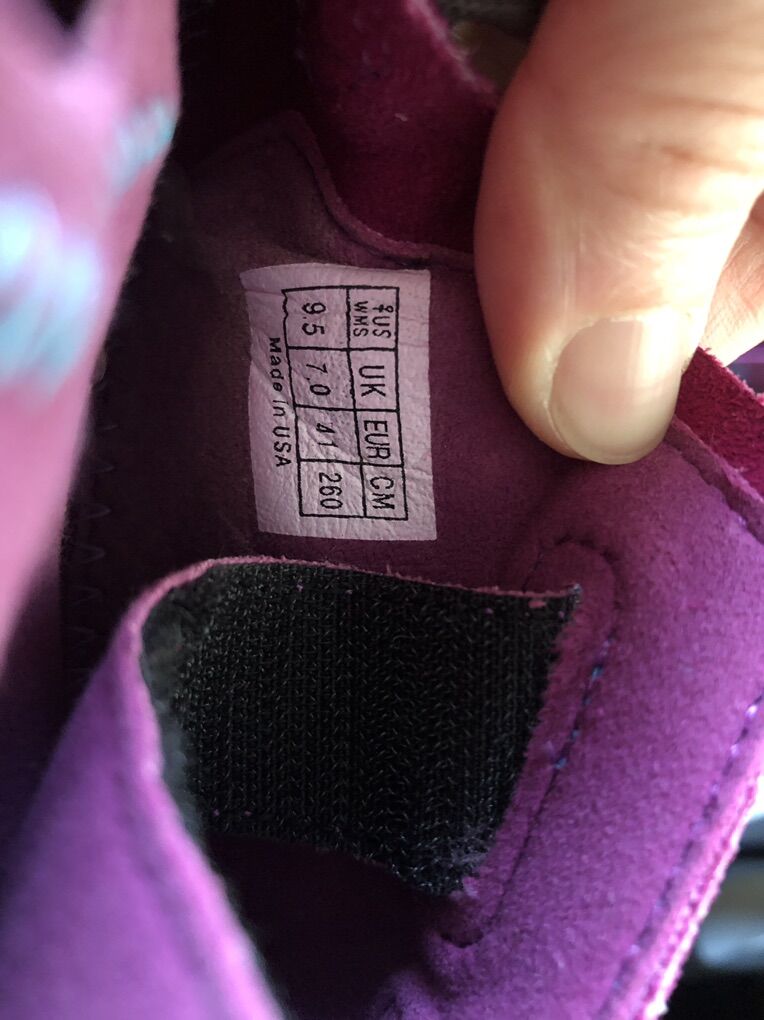 ♀US WMS UK EUR CM
9.5 7.0 41 260
Made in USA